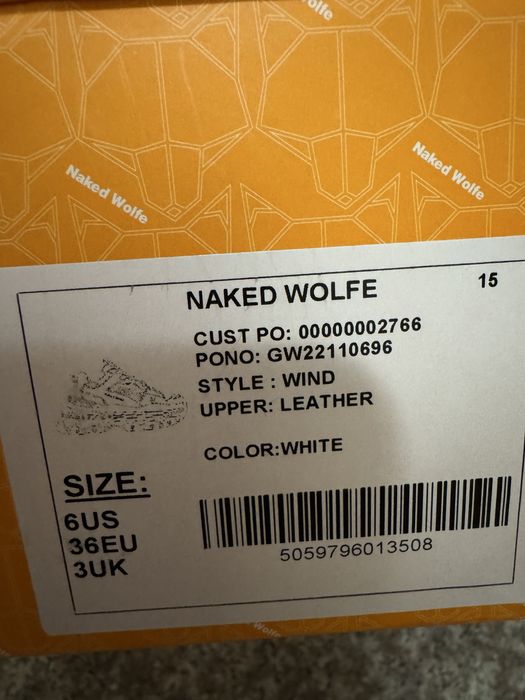 olfe
Naked Wolfe
Naked Wolfe
15
NAKED WOLFE
CUST PO: 00000002766
PONO: GW22110696
STYLE : WIND
UPPER: LEATHER
COLOR:WHITE
SIZE:
6US
36EU
3UK
5059796013508
Wolfe